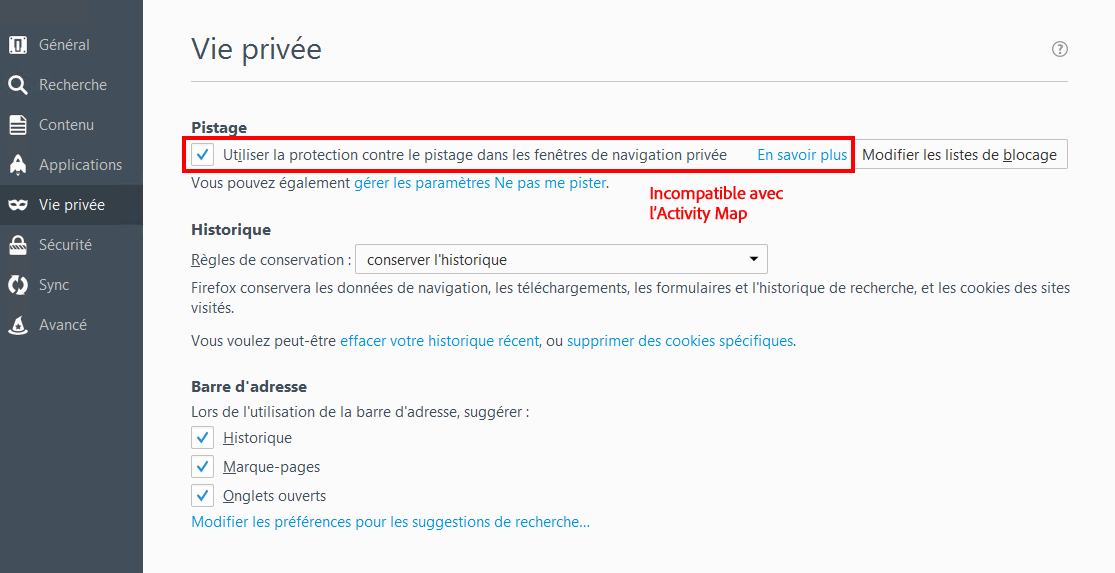 Général
Recherche
Contenu
Applications
Vie privée
Sécurité
Sync
Avancé
Vie privée
?
Pistage
Utiliser la protection contre le pistage dans les fenêtres de navigation privée En savoir plus Modifier les listes de blocage
Vous pouvez également gérer les paramètres Ne pas me pister.
Incompatible avec
l'Activity Map
Historique
Règles de conservation : conserver l'historique
Firefox conservera les données de navigation, les téléchargements, les formulaires et l'historique de recherche, et les cookies des sites
visités.
Vous voulez peut-être effacer votre historique récent, ou supprimer des cookies spécifiques.
Barre d'adresse
Lors de l'utilisation de la barre d'adresse, suggérer :
Historique
Marque-pages
Onglets ouverts
Modifier les préférences pour les suggestions de recherche...